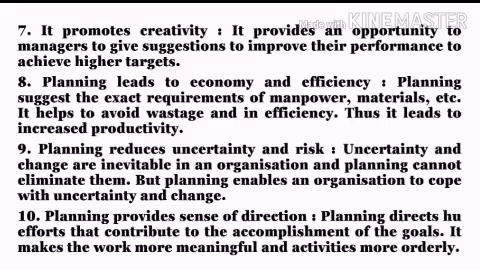 Made with KINEMASTER
7. It promotes creativity : It provides an opportunity to
managers to give suggestions to improve their performance to
achieve higher targets.
8. Planning leads to economy and efficiency : Planning
suggest the exact requirements of manpower, materials, etc.
It helps to avoid wastage and in efficiency. Thus it leads to
increased productivity.
9. Planning reduces uncertainty and risk : Uncertainty and
change are inevitable in an organisation and planning cannot
eliminate them. But planning enables an organisation to cope
with uncertainty and change.
10. Planning provides sense of direction : Planning directs hu
efforts that contribute to the accomplishment of the goals. It
makes the work more meaningful and activities more orderly.